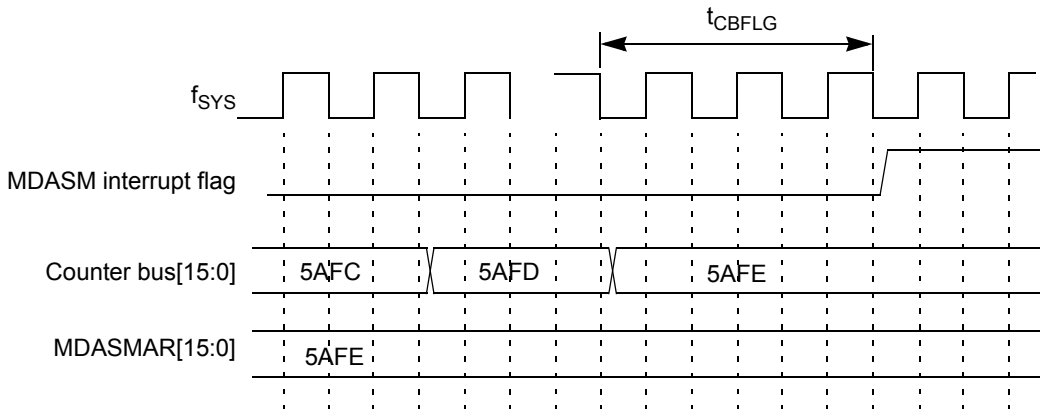 tCBFLG
fSYS
MDASM interrupt flag
Counter bus[15:0]
5AFC
5AFD
5AFE
MDASMAR[15:0]
5AFE